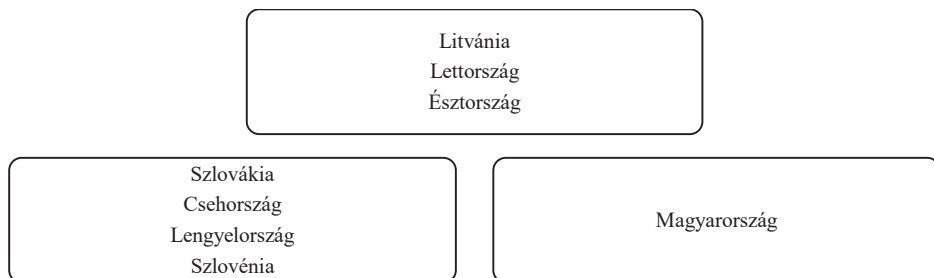 Litvánia
Lettország
Észtország
Szlovákia
Csehország
Lengyelország
Szlovénia
Magyarország